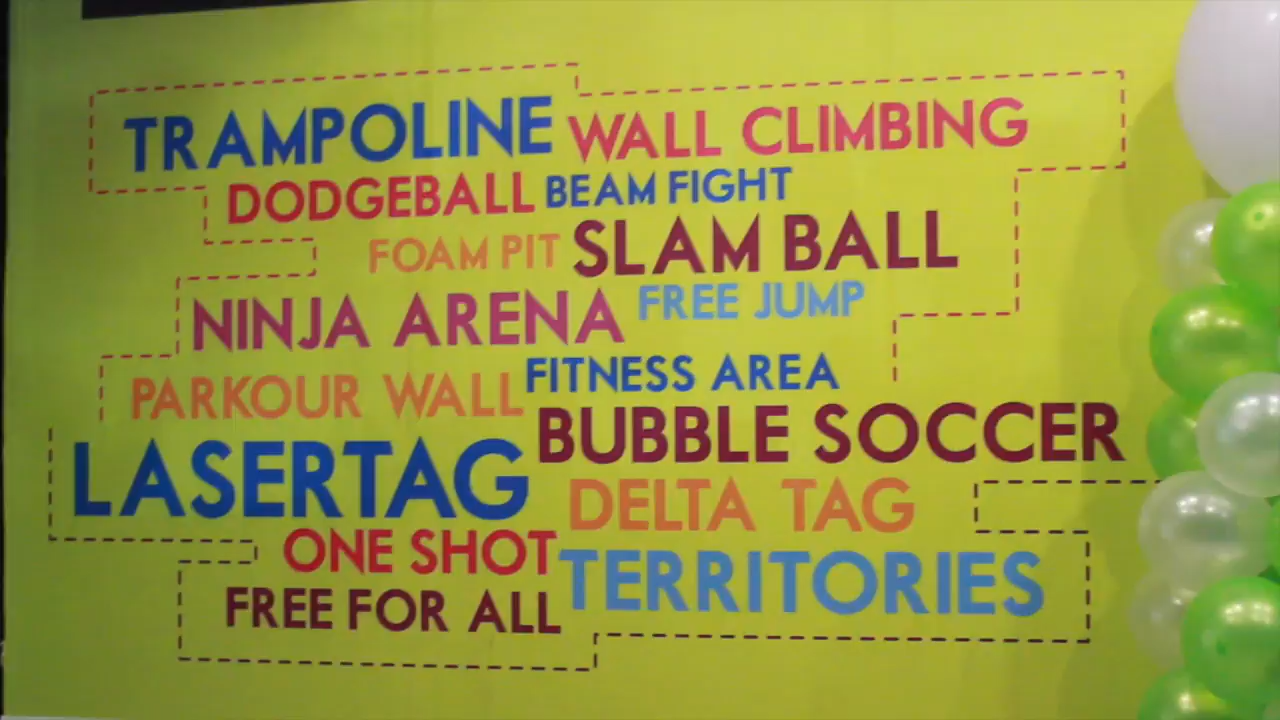 TRAMPOLINE WALL CLIMBING
DODGEBALL BEAM FIGHT
FOAM PIT SLAM BALL
NINJA ARENA FREE JUMP
PARKOUR WALL FITNESS AREA
LASERTAG BUBBLE SOCCER
DELTA TAG
ONE SHOT TERRITORIES
FREE FOR ALL